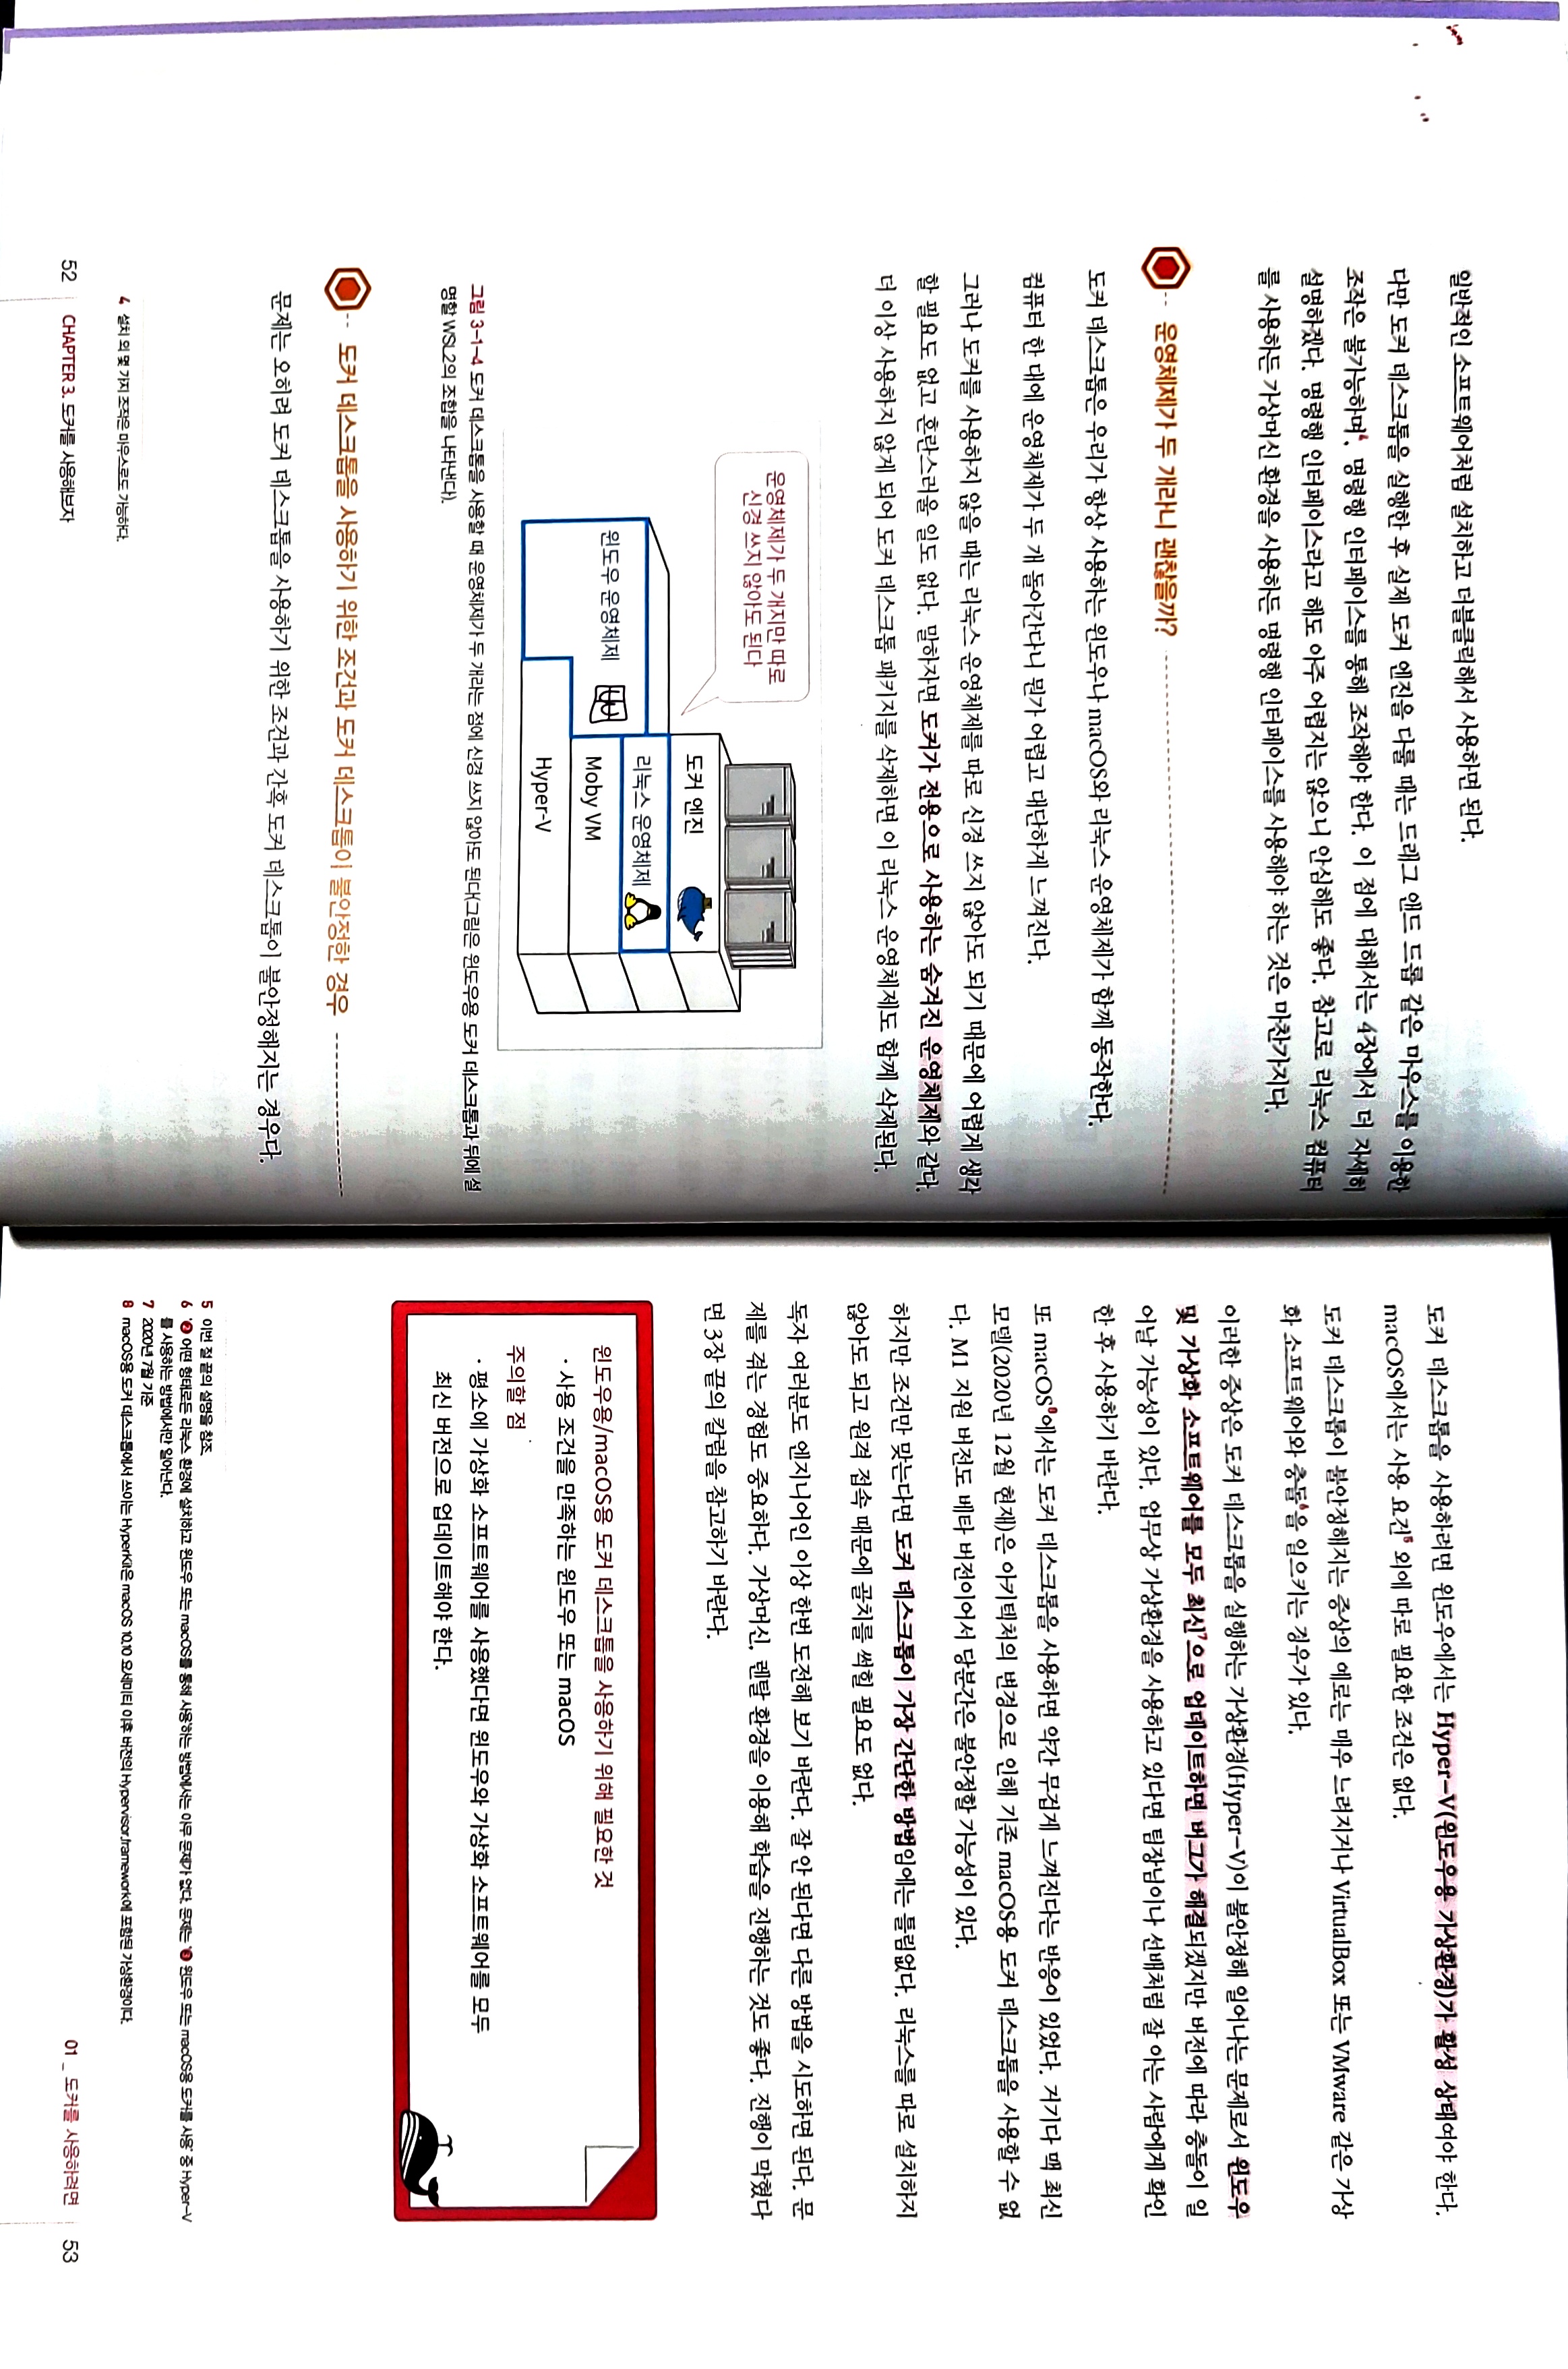 일반적인 소프트웨어처럼 설치하고 더블클릭해서 사용하면 된다.
다만 도커 데스크톱을 실행한 후 실제 도커 엔진을 다룰 때는 드래그 앤드 드롭 같은 마우스를 이용한
조작은 불가능하며4, 명령행 인터페이스를 통해 조작해야 한다. 이 점에 대해서는 4장에서 더 자세히
설명하겠다. 명령행 인터페이스라고 해도 아주 어렵지는 않으니 안심해도 좋다. 참고로 리눅스 컴퓨터
를 사용하든 가상머신 환경을 사용하든 명령행 인터페이스를 사용해야 하는 것은 마찬가지다.
운영체제가 두 개라니 괜찮을까?
도커 데스크톱은 우리가 항상 사용하는 윈도우나 macOS와 리눅스 운영체제가 함께 동작한다.
컴퓨터 한 대에 운영체제가 두 개 돌아간다니 뭔가 어렵고 대단하게 느껴진다.
그러나 도커를 사용하지 않을 때는 리눅스 운영체제를 따로 신경 쓰지 않아도 되기 때문에 어렵게 생각
할 필요도 없고 혼란스러울 일도 없다. 말하자면 도커가 전용으로 사용하는 숨겨진 운영체제와 같다.
더 이상 사용하지 않게 되어 도커 데스크톱 패키지를 삭제하면 이 리눅스 운영체제도 함께 삭제된다.
운영체제가 두 개지만 따로
신경 쓰지 않아도 된다
도커 엔진
리눅스 운영체제
윈도우 운영체제
Moby VM
Hyper-V
그림 3-1-4 도커 데스크톱을 사용할 때 운영체제가 두 개라는 점에 신경 쓰지 않아도 된다(그림은 윈도우용 도커 데스크톱과 뒤에 설
명할 WSL2의 조합을 나타낸다).
도커 데스크톱을 사용하기 위한 조건과 도커 데스크톱이 불안정한 경우
문제는 오히려 도커 데스크톱을 사용하기 위한 조건과 간혹 도커 데스크톱이 불안정해지는 경우다.
4 설치 외 몇 가지 조작은 마우스로도 가능하다.
52 CHAPTER 3. 도커를 사용해보자
도커 데스크톱을 사용하려면 윈도우에서는 Hyper-V(윈도우용 가상환경)가 활성 상태여야 한다.
macOS에서는 사용 요건5 외에 따로 필요한 조건은 없다.
도커 데스크톱이 불안정해지는 증상의 예로는 매우 느려지거나 VirtualBox 또는 VMware 같은 가상
화 소프트웨어와 충돌6을 일으키는 경우가 있다.
이러한 증상은 도커 데스크톱을 실행하는 가상환경(Hyper-V)이 불안정해 일어나는 문제로서 윈도우
및 가상화 소프트웨어를 모두 최신7으로 업데이트하면 버그가 해결되겠지만 버전에 따라 충돌이 일
어날 가능성이 있다. 업무상 가상환경을 사용하고 있다면 팀장님이나 선배처럼 잘 아는 사람에게 확인
한 후 사용하기 바란다.
또 macOS8에서는 도커 데스크톱을 사용하면 약간 무겁게 느껴진다는 반응이 있었다. 거기다 맥 최신
모델(2020년 12월 현재)은 아키텍처의 변경으로 인해 기존 macOS용 도커 데스크톱을 사용할 수 없
다. M1 지원 버전도 베타 버전이어서 당분간은 불안정할 가능성이 있다.
하지만 조건만 맞는다면 도커 데스크톱이 가장 간단한 방법임에는 틀림없다. 리눅스를 따로 설치하지
않아도 되고 원격 접속 때문에 골치를 썩힐 필요도 없다.
독자 여러분도 엔지니어인 이상 한번 도전해 보기 바란다. 잘 안 된다면 다른 방법을 시도하면 된다. 문
제를 겪는 경험도 중요하다. 가상머신, 렌탈 환경을 이용해 학습을 진행하는 것도 좋다. 진행이 막혔다
면 3장 끝의 칼럼을 참고하기 바란다.
윈도우용/macOS용 도커 데스크톱을 사용하기 위해 필요한 것
· 사용 조건을 만족하는 윈도우 또는 macOS
주의할 점
· 평소에 가상화 소프트웨어를 사용했다면 윈도우와 가상화 소프트웨어를 모두
최신 버전으로 업데이트해야 한다.
5 이번 절 끝의 설명을 참조
6 '❷ 어떤 형태로든 리눅스 환경에 설치하고 윈도우 또는 macOS를 통해 사용'하는 방법에서는 아무 문제가 없다. 문제는 '❸ 윈도우 또는 macOS용 도커를 사용' 중 Hyper-V
를 사용하는 방법에서만 일어난다.
7 2020년 7월 기준
8 macOS용 도커 데스크톱에서 쓰이는 HyperKit은 macOS 10.10 요세미티 이후 버전의 Hypervisor.framework에 포함된 가상환경이다.
01 _ 도커를 사용하려면 53